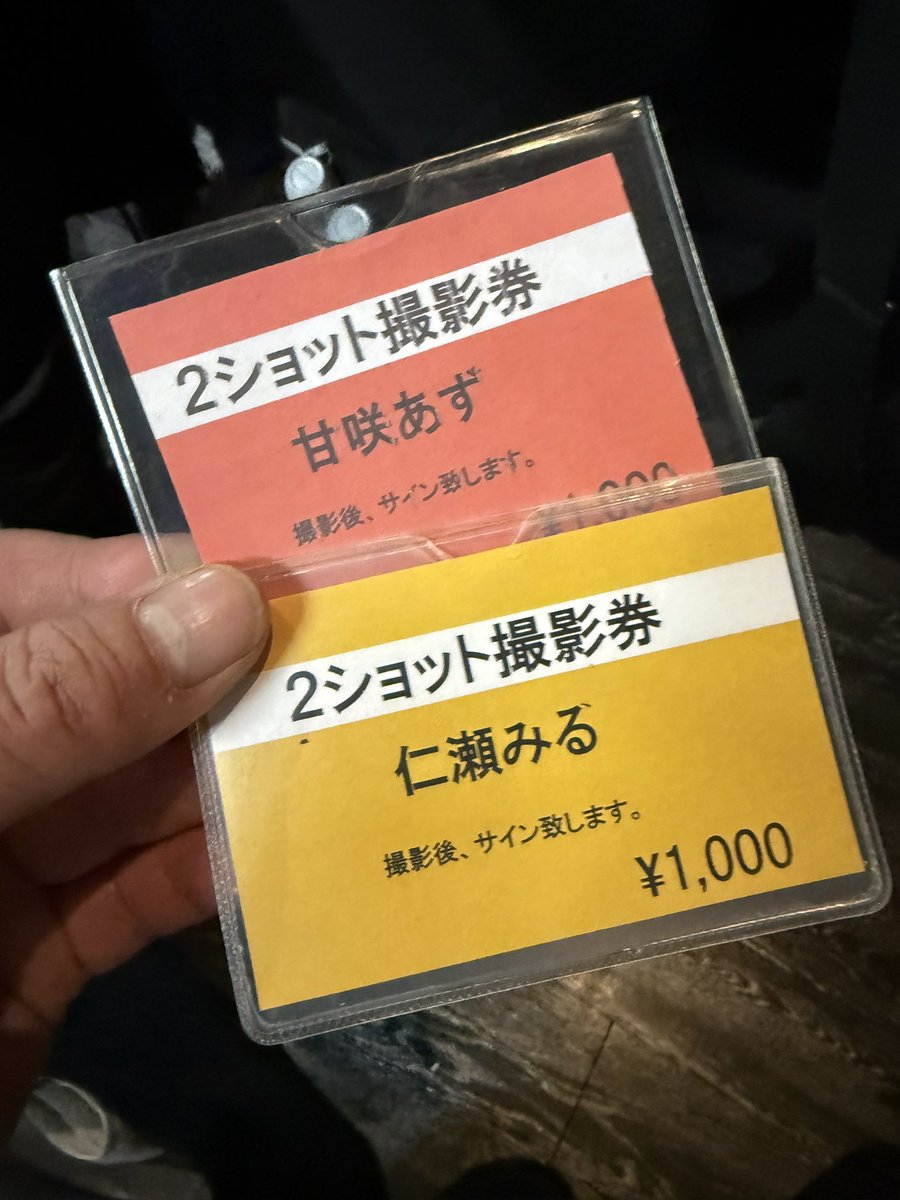 2ショット撮影券
甘咲あず
撮影後、サイン致します。
¥1,000
2ショット撮影券
仁瀬みる
撮影後、サイン致します。
¥1,000